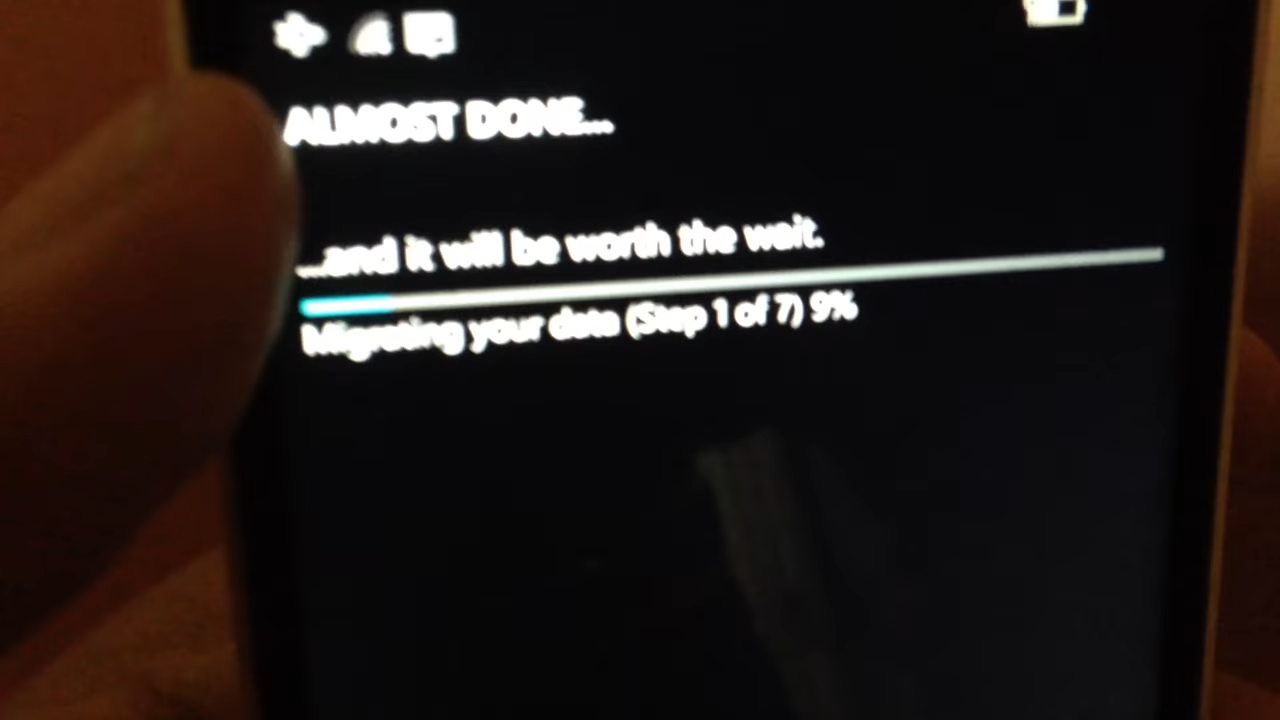 ALMOST DONE...
...and it will be worth the wait.
Migrating your data (Step 1 of 7) 9%